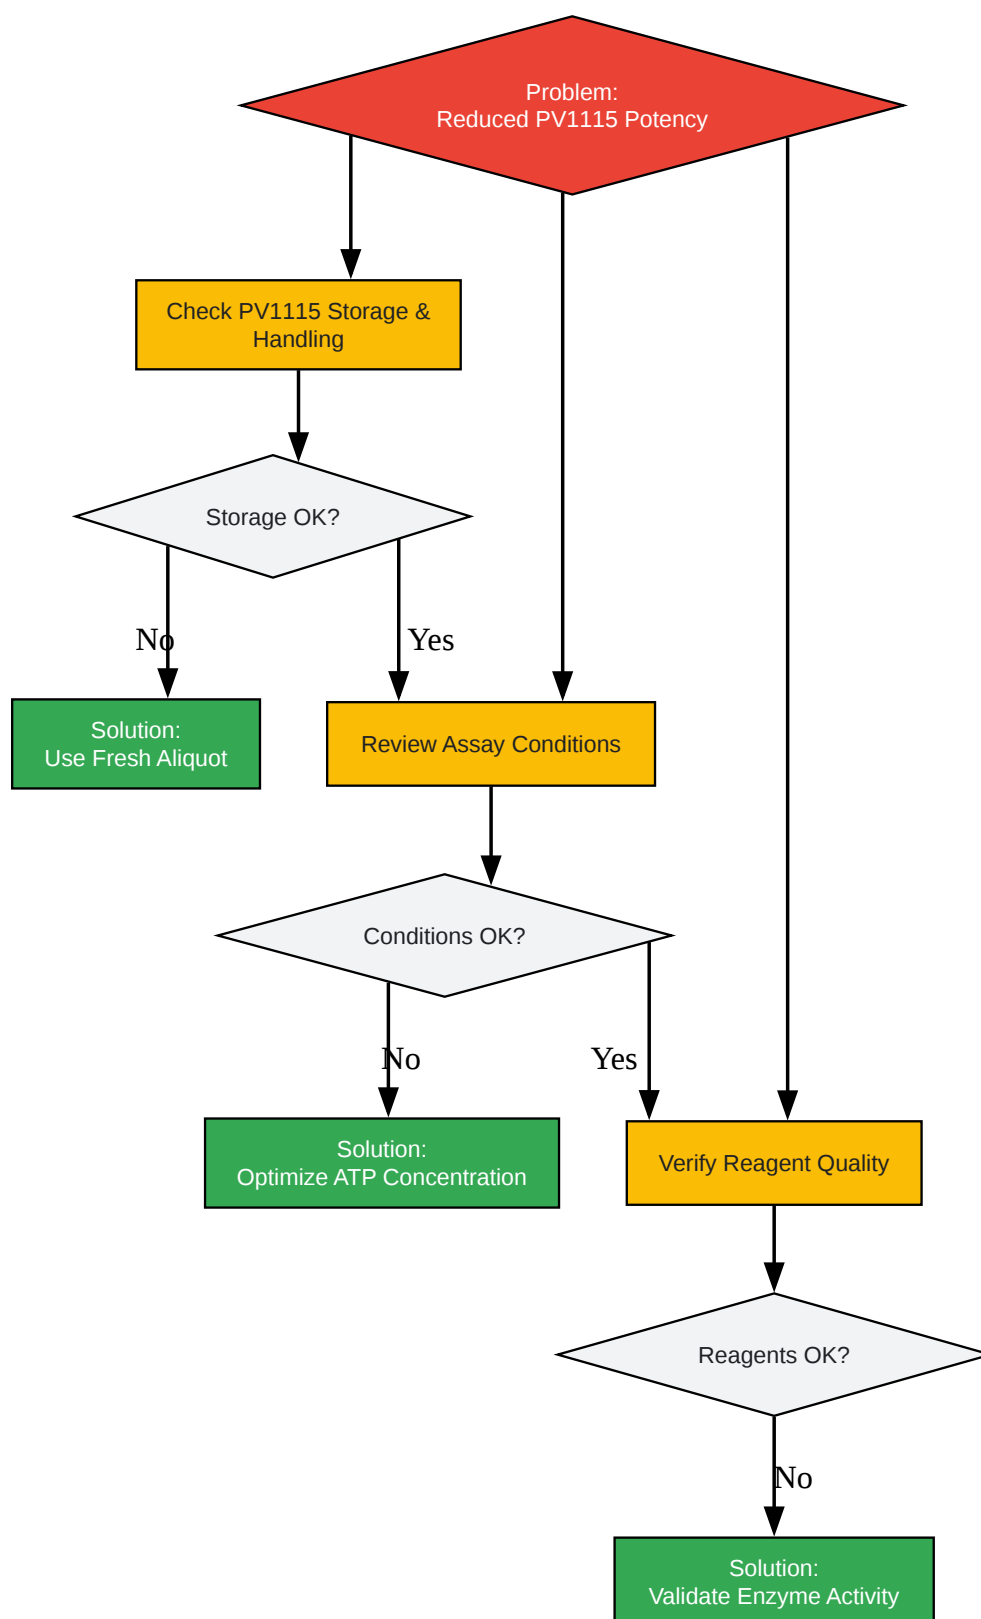 Problem:
Reduced PV1115 Potency
Check PV1115 Storage &
Handling
Storage OK?
No
Yes
Solution:
Use Fresh Aliquot
Review Assay Conditions
Conditions OK?
No
Yes
Solution:
Optimize ATP Concentration
Verify Reagent Quality
Reagents OK?
No
Solution:
Validate Enzyme Activity